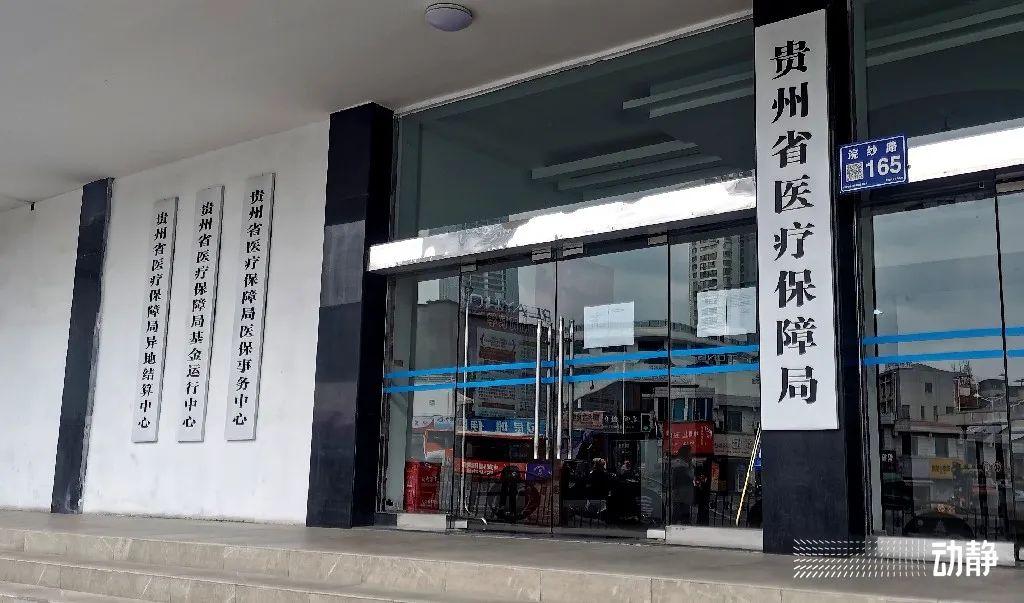 贵州省医疗保障局异地结算中心
贵州省医疗保障局基金运行中心
贵州省医疗保障局医保事务中心
贵州省医疗保障局
浣纱路
165
动静